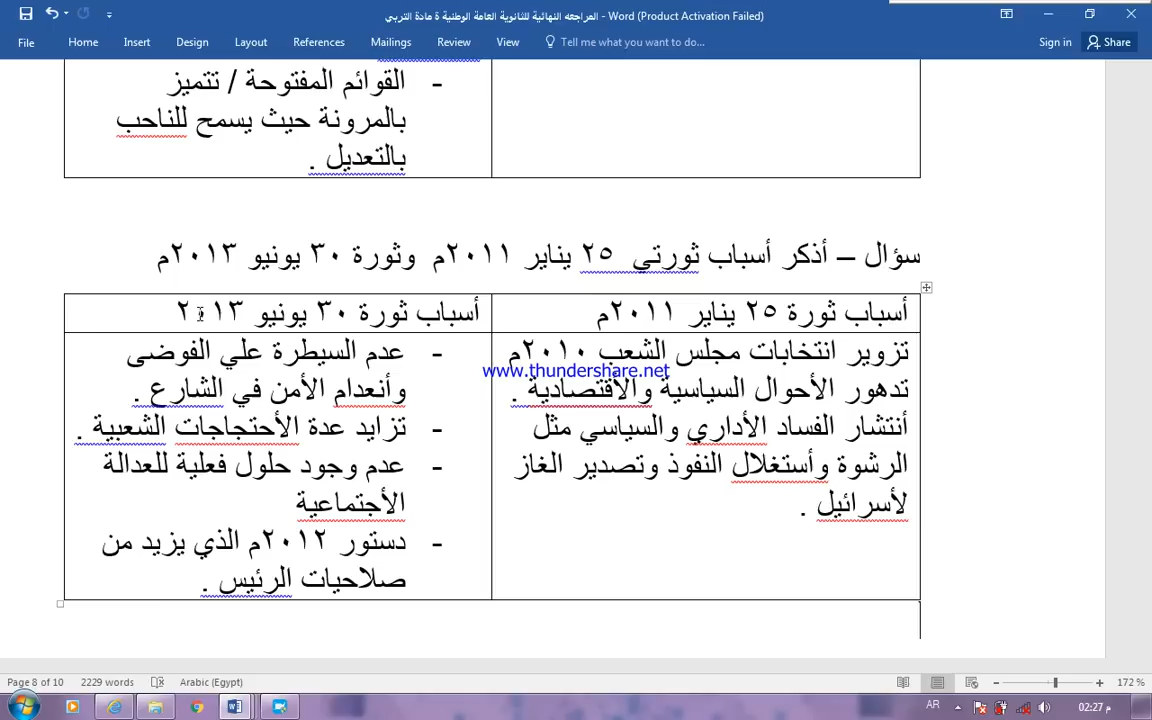 المراجعه النهائية للثانوية العامة الوطنية ة مادة التربي - Word (Product Activation Failed)
File Home Insert Design Layout References Mailings Review View Tell me what you want to do... Sign in Share
- القوائم المفتوحة / تتميز
بالمرونة حيث يسمح للناحب
بالتعديل .
سؤال – أذكر أسباب ثورتي ٢٥ يناير ٢٠١١م وثورة ٣٠ يونيو ٢٠١٣م
أسباب ثورة ٢٥ يناير ٢٠١١م
تزوير انتخابات مجلس الشعب ٢٠١٠م
تدهور الأحوال السياسية والاقتصادية .
أنتشار الفساد الأداري والسياسي مثل
الرشوة وأستغلال النفوذ وتصدير الغاز
لأسرائيل .
أسباب ثورة ٣٠ يونيو ٢٠١٣
- عدم السيطرة علي الفوضى
وأنعدام الأمن في الشارع .
- تزايد عدة الأحتجاجات الشعبية .
- عدم وجود حلول فعلية للعدالة
الأجتماعية
- دستور ٢٠١٢م الذي يزيد من
صلاحيات الرئيس .
www.thundershare.net
Page 8 of 10 2229 words Arabic (Egypt) 172 %
AR 02:27 م